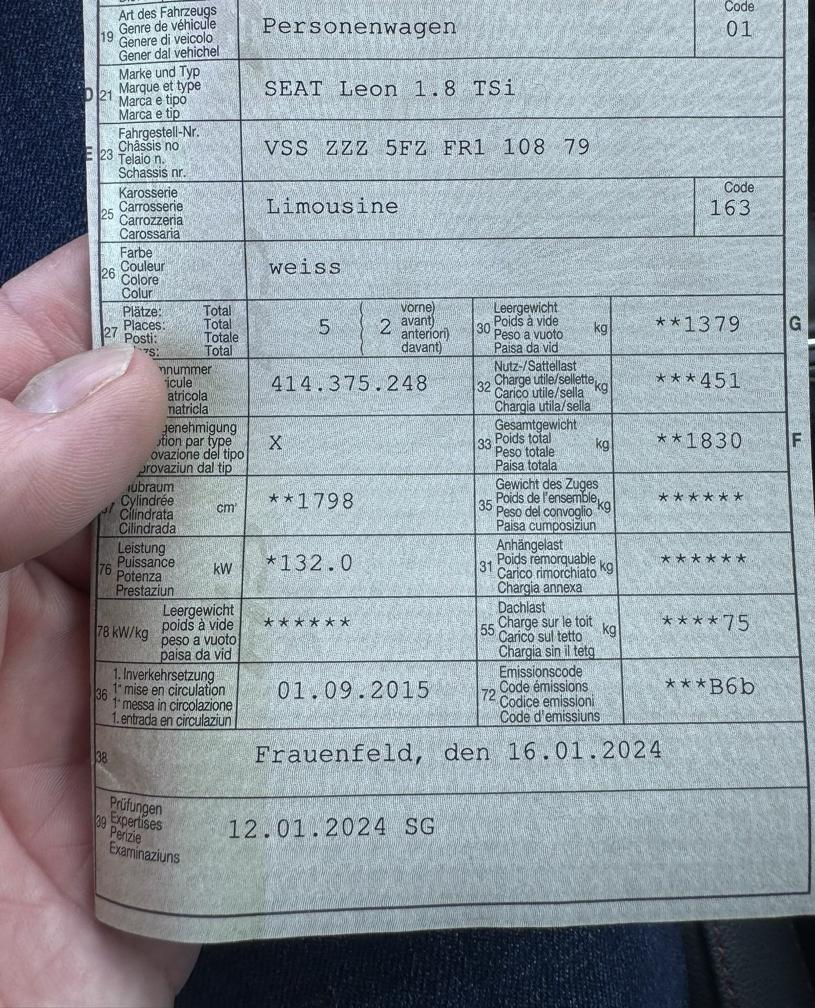 Code
19 Art des Fahrzeugs
Genre de véhicule
Genere di veicolo
Gener dal vehichel
Personenwagen
01
D 21 Marke und Typ
Marque et type
Marca e tipo
Marca e tip
SEAT Leon 1.8 TSi
E 23 Fahrgestell-Nr.
Châssis no
Telaio n.
Schassis nr.
VSS ZZZ 5FZ FR1 108 79
25 Karosserie
Carrosserie
Carrozzeria
Carossaria
Limousine
Code
163
26 Farbe
Couleur
Colore
Colur
weiss
27 Plätze: Total
Places: Total
Posti: Totale
Total
5 2
vorne)
avant)
anteriori)
davant)
30 Leergewicht
Poids à vide
Peso a vuoto
Paisa da vid
kg
**1379
G
414.375.248
32 Nutz-/Sattellast
Charge utile/sellette
Carico utile/sella
Chargia utila/sella
kg
***451
tion par type
ovazione del tipo
provaziun dal tip
X
33 Gesamtgewicht
Poids total
Peso totale
Paisa totala
kg
**1830
F
Cylindrée
Cilindrata
Cilindrada
cm³
**1798
35 Gewicht des Zuges
Poids de l'ensemble
Peso del convoglio
Paisa cumposiziun
kg
******
76 Leistung
Puissance
Potenza
Prestaziun
kW
*132.0
31 Anhängelast
Poids remorquable
Carico rimorchiato
Chargia annexa
kg
******
78 kW/kg
Leergewicht
poids à vide
peso a vuoto
paisa da vid
******
55 Dachlast
Charge sur le toit
Carico sul tetto
Chargia sin il tetg
kg
****75
36 1. Inverkehrsetzung
1ʳᵉ mise en circulation
1ᵃ messa in circolazione
1. entrada en circulaziun
01.09.2015
72 Emissionscode
Code émissions
Codice emissioni
Code d'emissiuns
***B6b
38
Frauenfeld, den 16.01.2024
39 Prüfungen
Expertises
Perizie
Examinaziuns
12.01.2024 SG